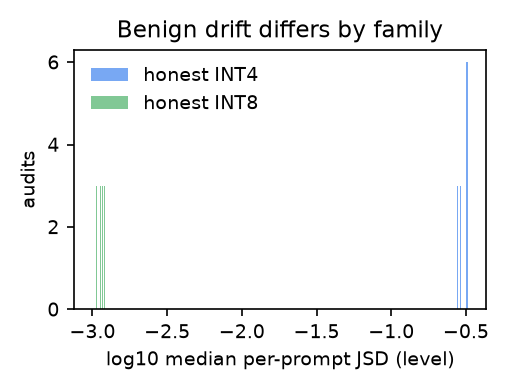 Benign drift differs by family
honest INT4
honest INT8
audits
6
4
2
0
−3.0 −2.5 −2.0 −1.5 −1.0 −0.5
log10 median per-prompt JSD (level)